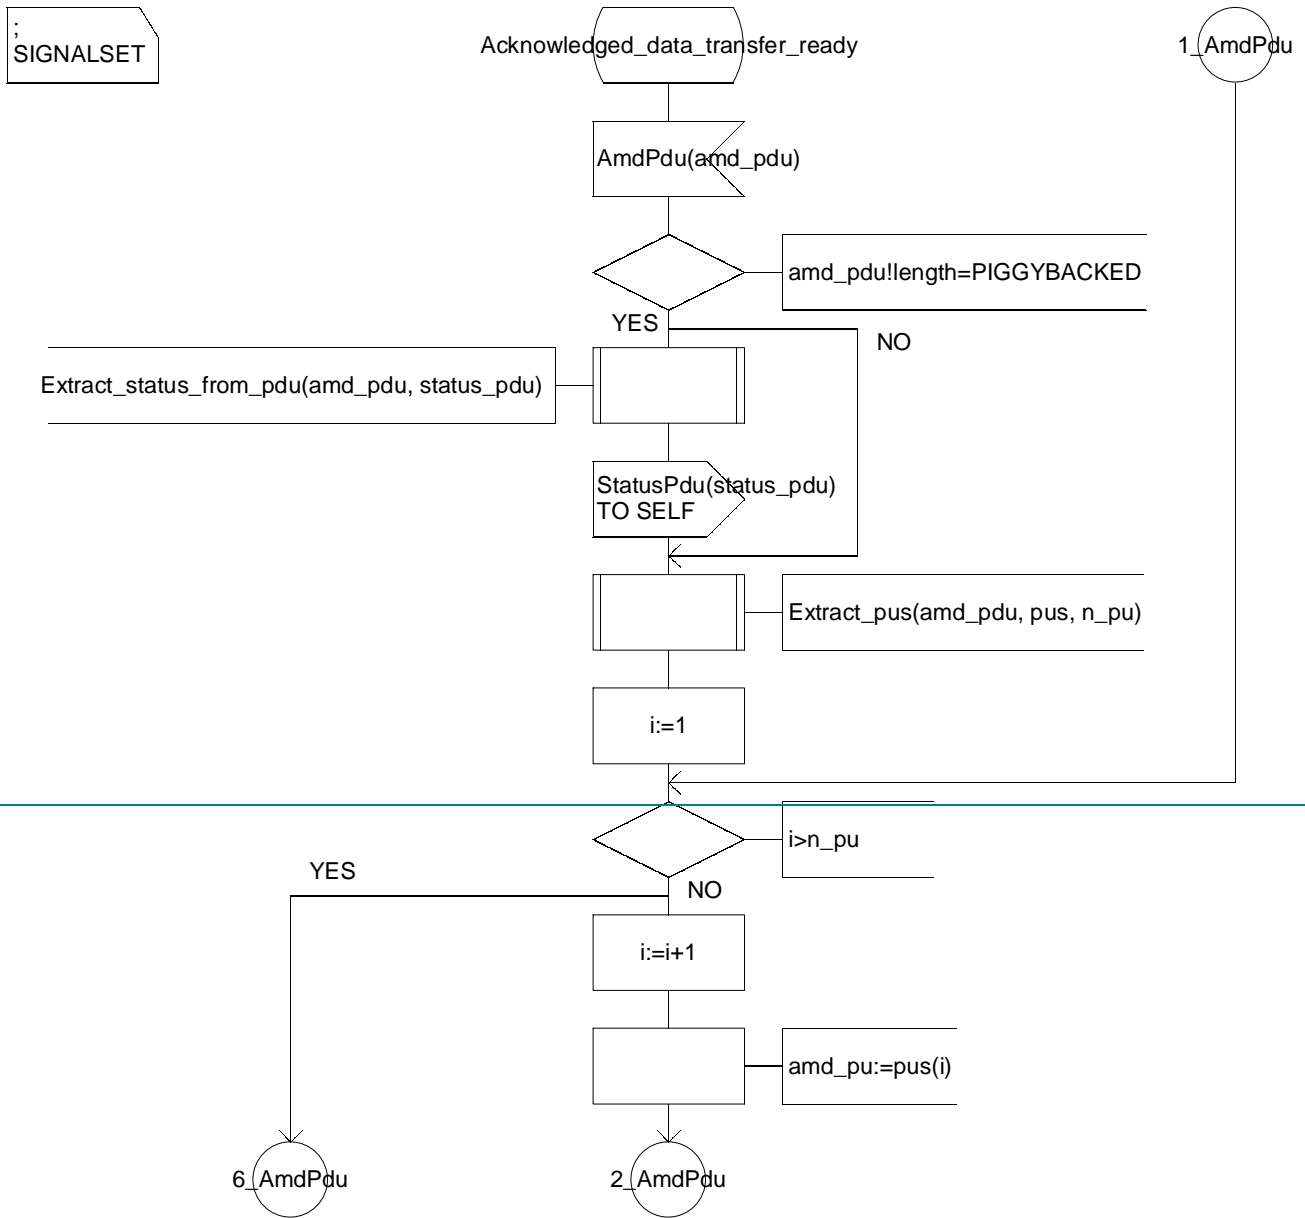 ;
SIGNALSET
Acknowledged_data_transfer_ready
1_AmdPdu
AmdPdu(amd_pdu)
amd_pdu!length=PIGGYBACKED
YES
NO
Extract_status_from_pdu(amd_pdu, status_pdu)
StatusPdu(status_pdu)
TO SELF
Extract_pus(amd_pdu, pus, n_pu)
i:=1
i>n_pu
YES
NO
i:=i+1
amd_pu:=pus(i)
6_AmdPdu
2_AmdPdu